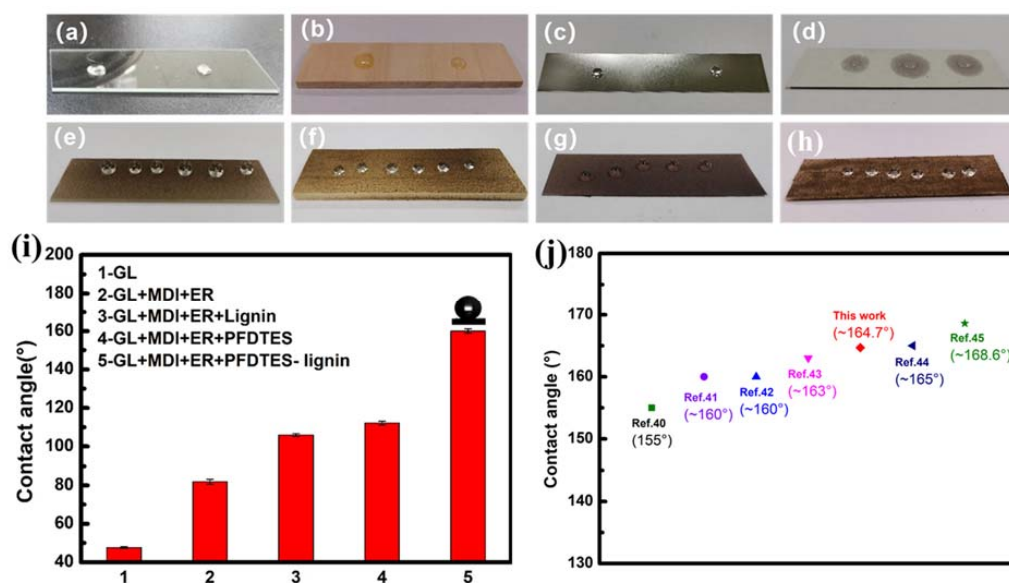 (a)
(b)
(c)
(d)
(e)
(f)
(g)
(h)
(i)
200
180
160
140
120
100
80
60
40
Contact angle(°)
1-GL
2-GL+MDI+ER
3-GL+MDI+ER+Lignin
4-GL+MDI+ER+PFDTES
5-GL+MDI+ER+PFDTES- lignin
1 2 3 4 5
(j)
180
170
160
150
140
130
Contact angle (°)
Ref.40
(155°)
Ref.41
(~160°)
Ref.42
(~160°)
Ref.43
(~163°)
This work
(~164.7°)
Ref.44
(~165°)
Ref.45
(~168.6°)